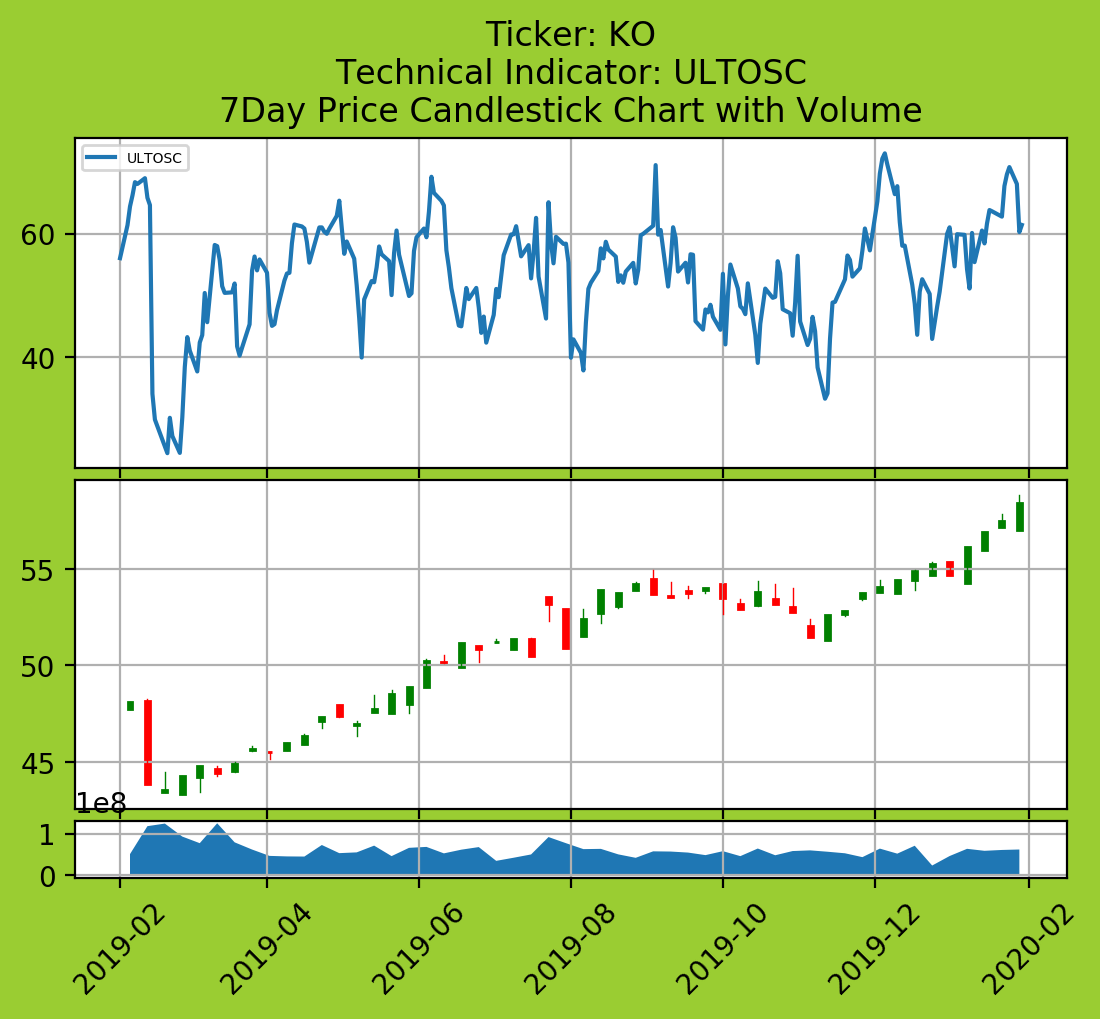 Ticker: KO
Technical Indicator: ULTOSC
7Day Price Candlestick Chart with Volume
ULTOSC
60
40
55
50
45
1e8
1
0
2019-02
2019-04
2019-06
2019-08
2019-10
2019-12
2020-02